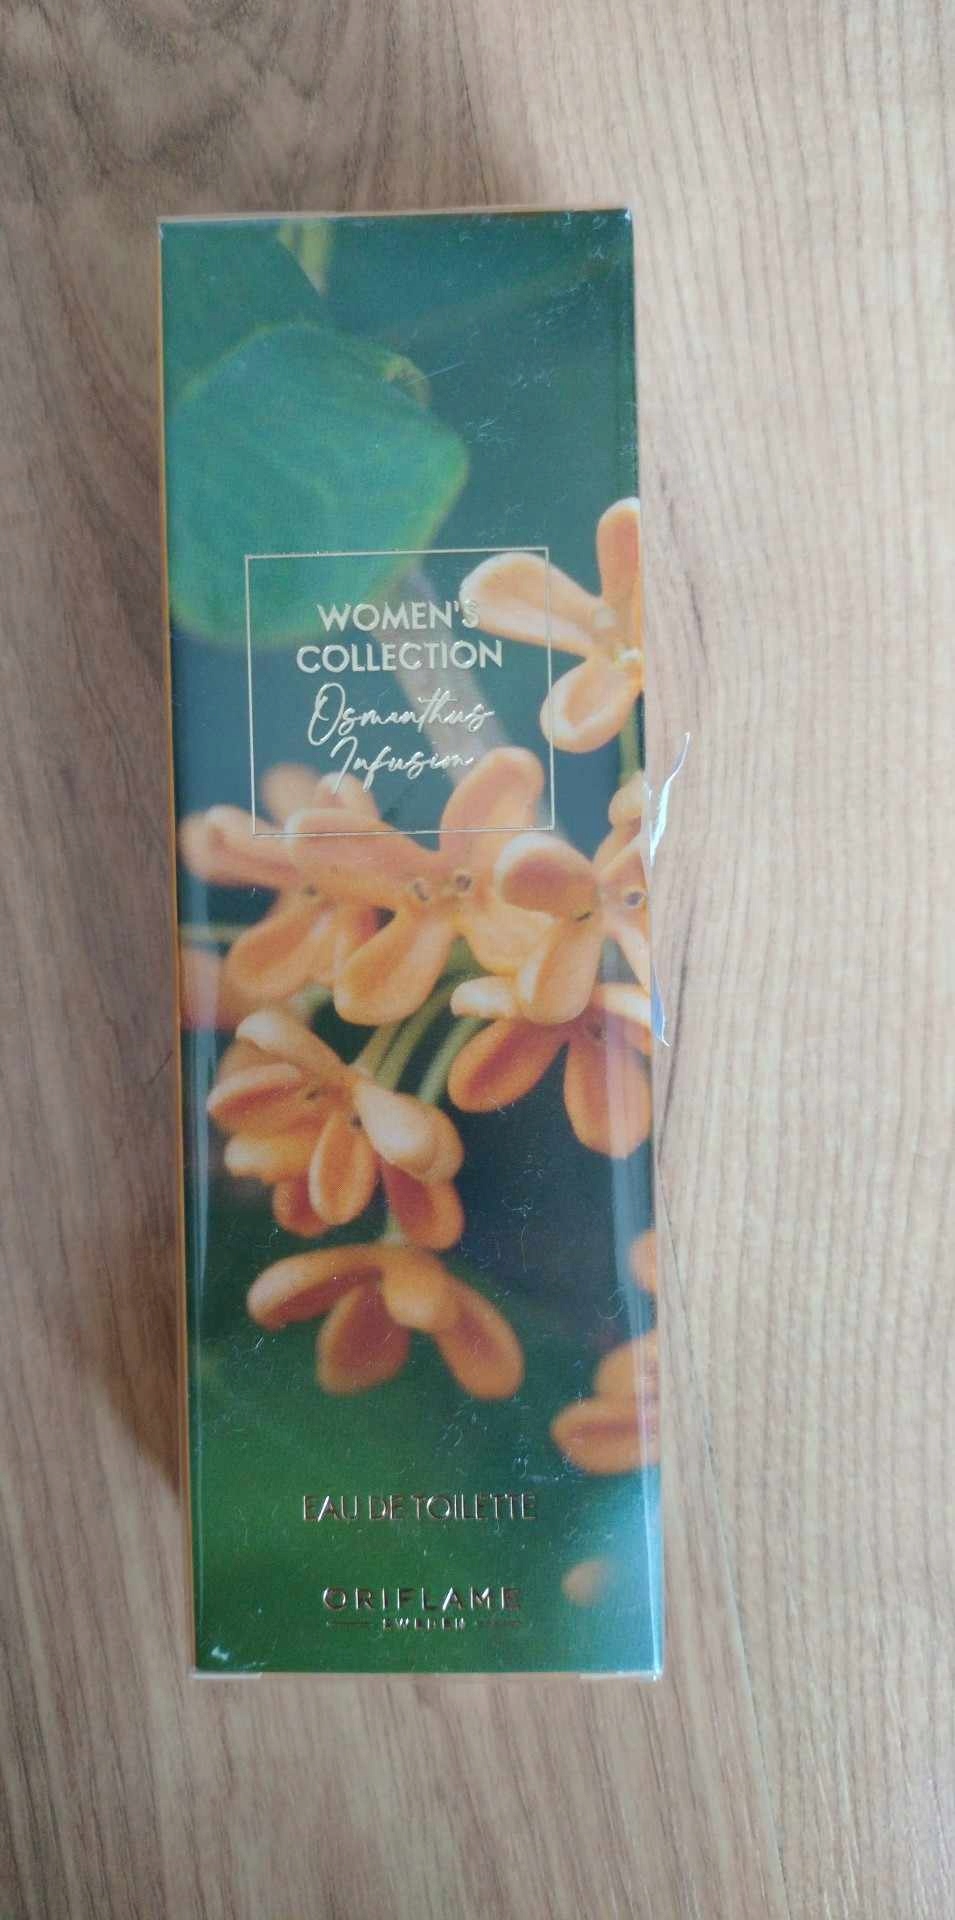 WOMEN'S
COLLECTION
Osmanthus
Infusion
EAU DE TOILETTE
ORIFLAME
SWEDEN